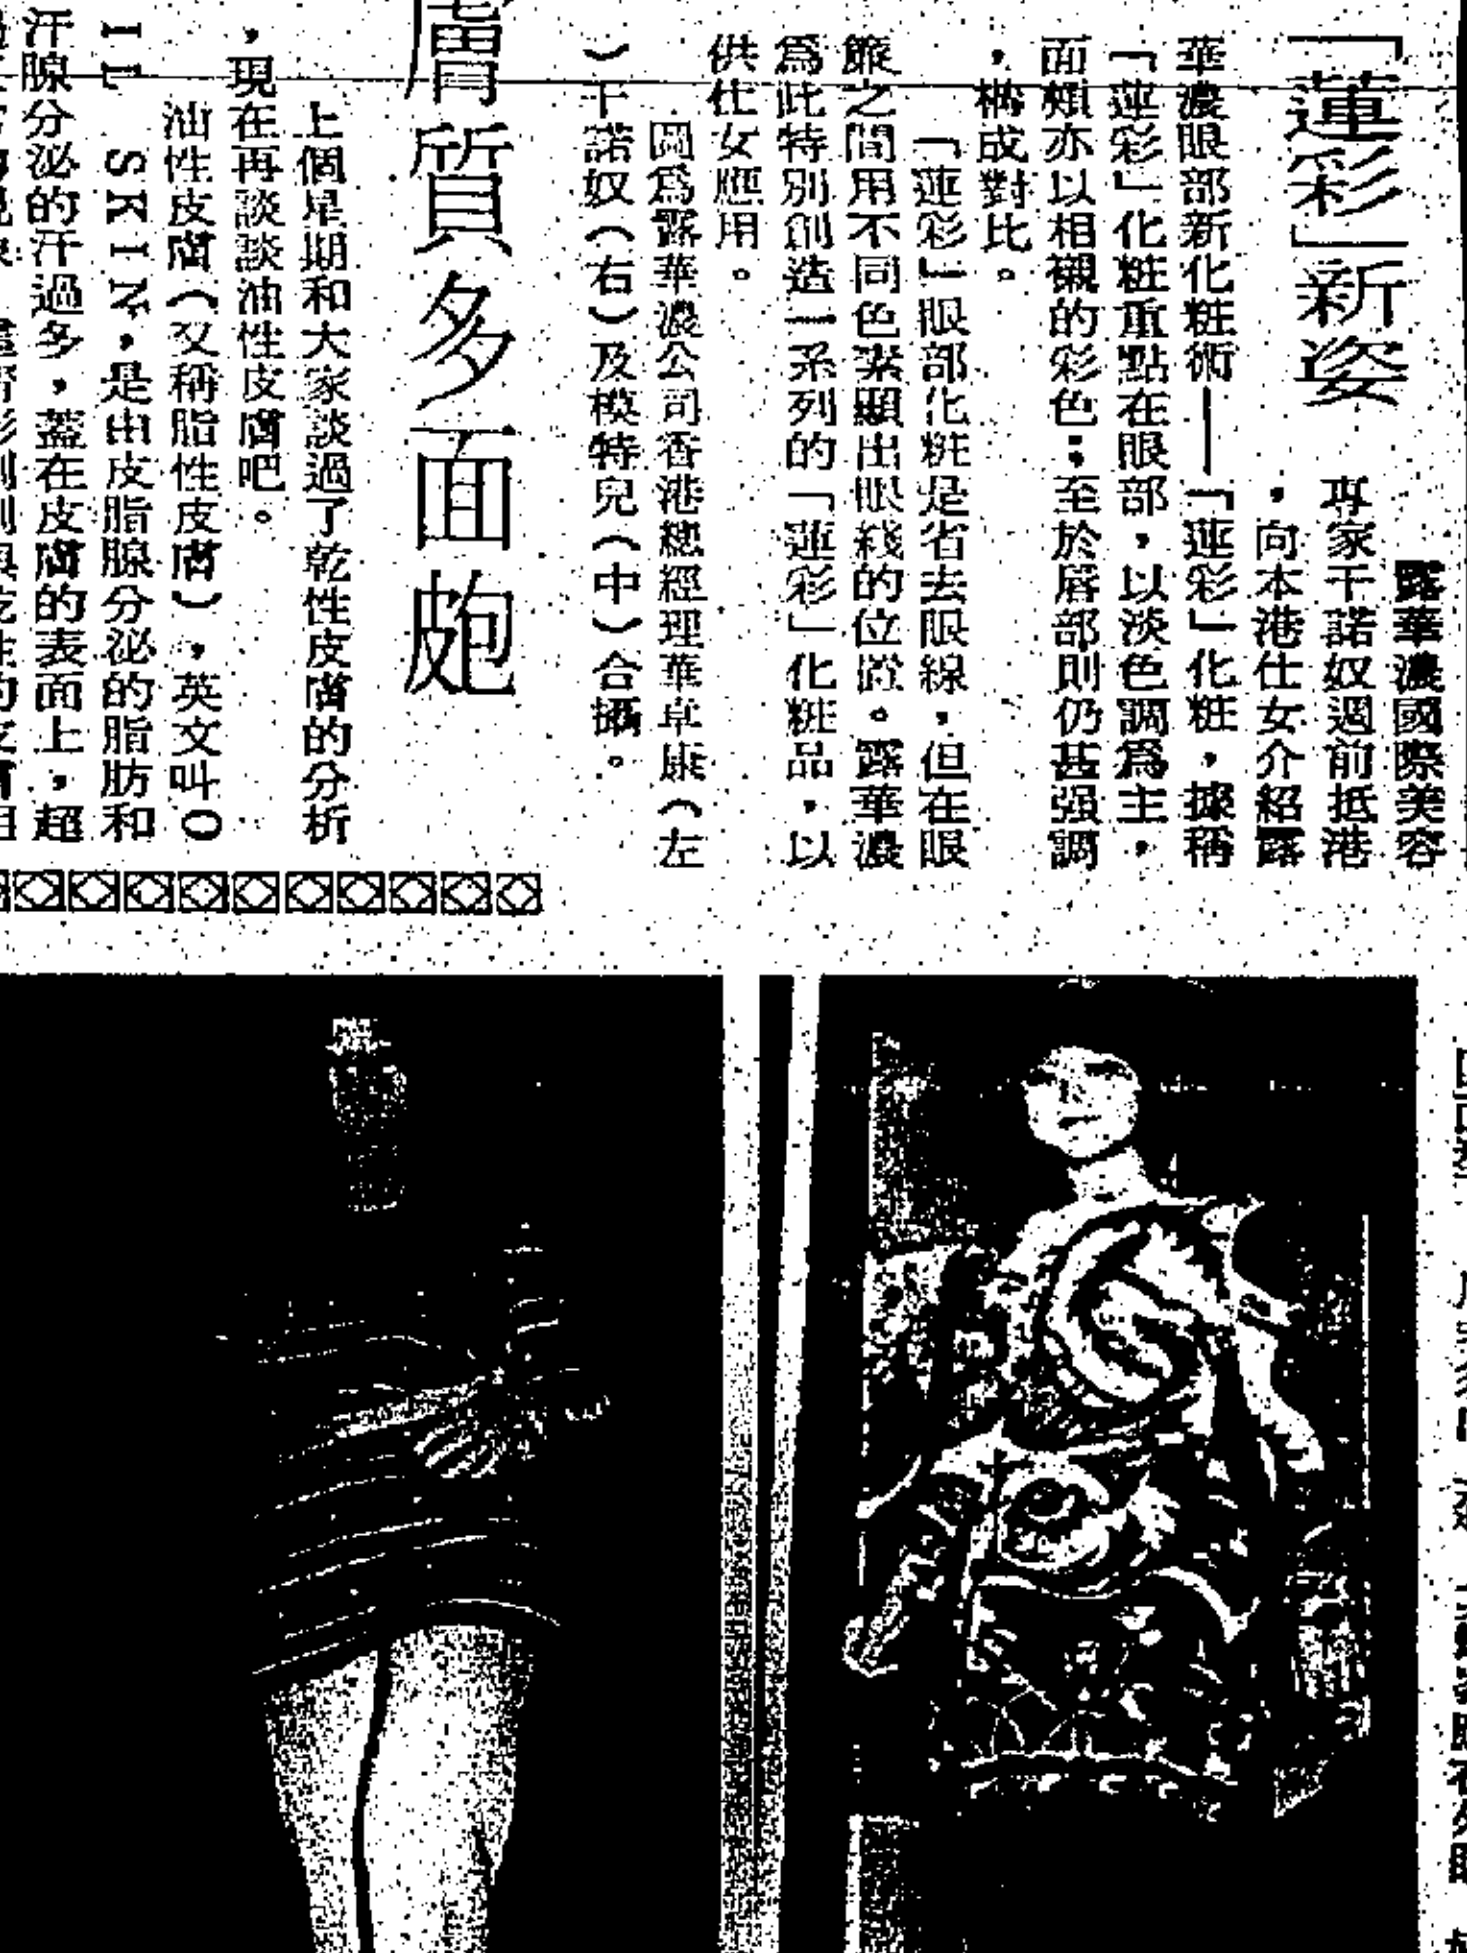 「蓮彩」新姿
露華濃國際美容
專家干諾奴週前抵港
，向本港仕女介紹露
華濃眼部新化粧術——「蓮彩」化粧，據稱
「蓮彩」化粧重點在眼部，以淡色調爲主，
面頰亦以相襯的彩色；至於唇部則仍甚强調
，構成對比。
「蓮彩」眼部化粧是省去眼線，但在眼
簾之間用不同色素顯出眼綫的位置。露華濃
爲此特別創造一系列的「蓮彩」化粧品，以
供仕女應用。
圖爲露華濃公司香港總經理華卓康（左
）干諾奴（右）及模特兒（中）合攝。
膚質多面皰
上個星期和大家談過了乾性皮膚的分析
，現在再談談油性皮膚吧。
油性皮膚（又稱脂性皮膚），英文叫O
IL SKIN，是由皮脂腺分泌的脂肪和
汗腺分泌的汗過多，蓋在皮膚的表面上，超